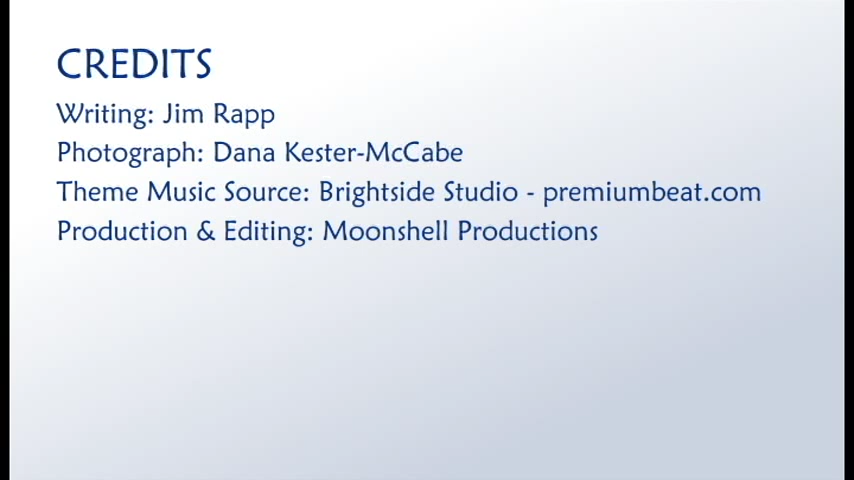 CREDITS
Writing: Jim Rapp
Photograph: Dana Kester-McCabe
Theme Music Source: Brightside Studio - premiumbeat.com
Production & Editing: Moonshell Productions